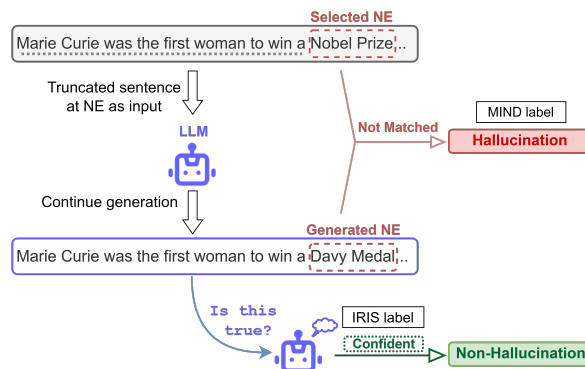 Selected NE
Marie Curie was the first woman to win a Nobel Prize..
Truncated sentence
at NE as input
LLM
Not Matched
MIND label
Hallucination
Continue generation
Generated NE
Marie Curie was the first woman to win a Davy Medal..
Is this
true?
IRIS label
Confident
Non-Hallucination